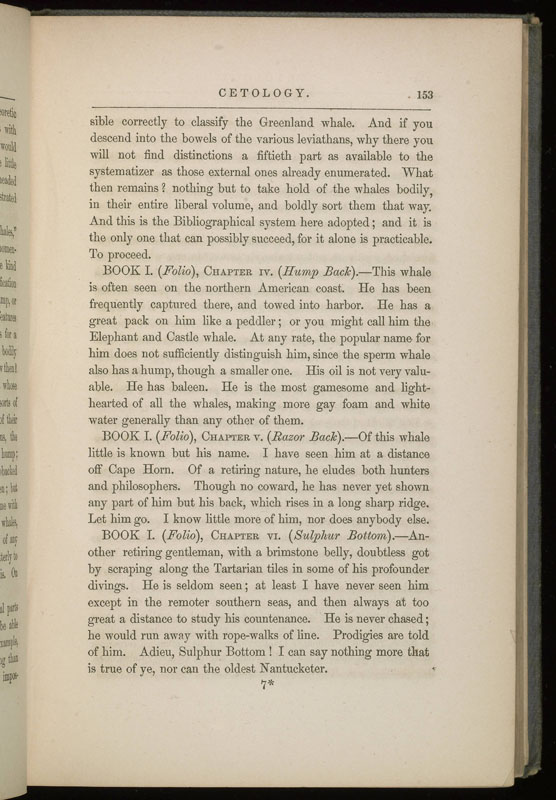 CETOLOGY. 153
sible correctly to classify the Greenland whale. And if you
descend into the bowels of the various leviathans, why there you
will not find distinctions a fiftieth part as available to the
systematizer as those external ones already enumerated. What
then remains? nothing but to take hold of the whales bodily,
in their entire liberal volume, and boldly sort them that way.
And this is the Bibliographical system here adopted; and it is
the only one that can possibly succeed, for it alone is practicable.
To proceed.
BOOK I. (Folio), CHAPTER IV. (Hump Back).—This whale
is often seen on the northern American coast. He has been
frequently captured there, and towed into harbor. He has a
great pack on him like a peddler; or you might call him the
Elephant and Castle whale. At any rate, the popular name for
him does not sufficiently distinguish him, since the sperm whale
also has a hump, though a smaller one. His oil is not very valu-
able. He has baleen. He is the most gamesome and light-
hearted of all the whales, making more gay foam and white
water generally than any other of them.
BOOK I. (Folio), CHAPTER V. (Razor Back).—Of this whale
little is known but his name. I have seen him at a distance
off Cape Horn. Of a retiring nature, he eludes both hunters
and philosophers. Though no coward, he has never yet shown
any part of him but his back, which rises in a long sharp ridge.
Let him go. I know little more of him, nor does anybody else.
BOOK I. (Folio), CHAPTER VI. (Sulphur Bottom).—An-
other retiring gentleman, with a brimstone belly, doubtless got
by scraping along the Tartarian tiles in some of his profounder
divings. He is seldom seen; at least I have never seen him
except in the remoter southern seas, and then always at too
great a distance to study his countenance. He is never chased;
he would run away with rope-walks of line. Prodigies are told
of him. Adieu, Sulphur Bottom! I can say nothing more that
is true of ye, nor can the oldest Nantucketer.
7*